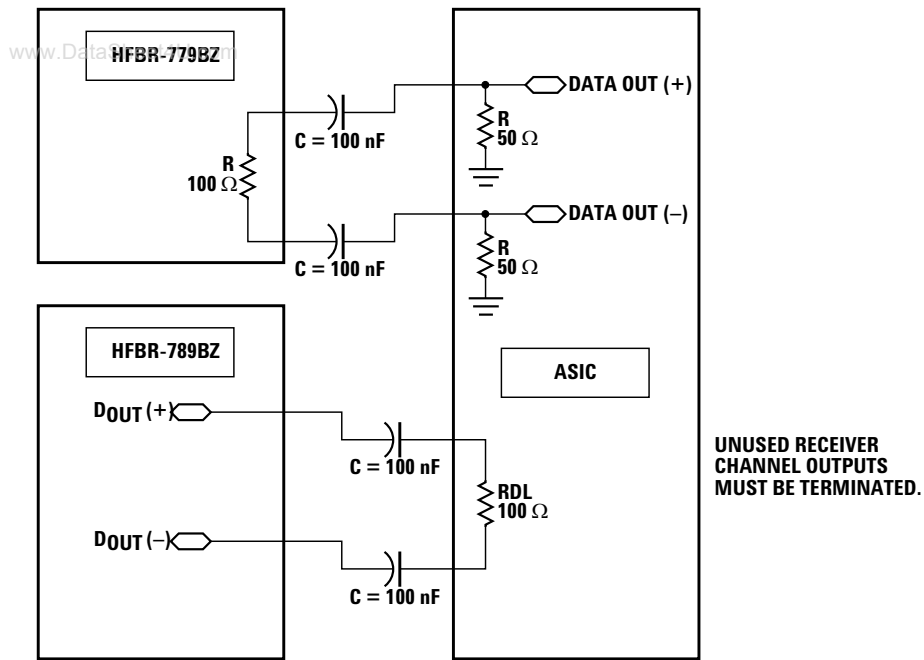 www.DataSheet4U.com
HFBR-779BZ
R
100 Ω
C = 100 nF
C = 100 nF
DATA OUT (+)
R
50 Ω
DATA OUT (–)
R
50 Ω
HFBR-789BZ
DOUT (+)
DOUT (–)
C = 100 nF
C = 100 nF
RDL
100 Ω
ASIC
UNUSED RECEIVER
CHANNEL OUTPUTS
MUST BE TERMINATED.